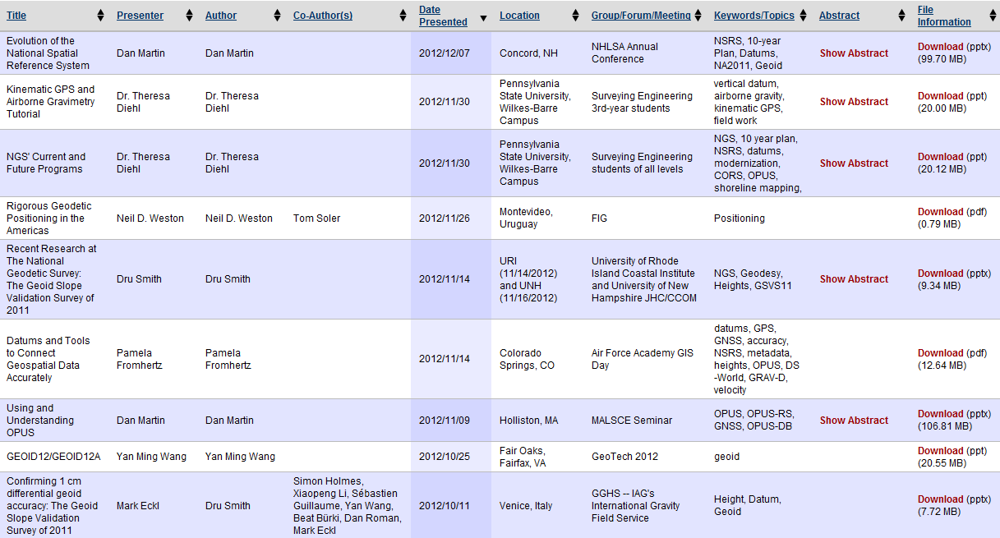 Title
Presenter
Author
Co-Author(s)
Date
Presented
Location
Group/Forum/Meeting
Keywords/Topics
Abstract
File
Information
Evolution of the
National Spatial
Reference System
Dan Martin
Dan Martin
2012/12/07
Concord, NH
NHLSA Annual
Conference
NSRS, 10-year
Plan, Datums,
NA2011, Geoid
Show Abstract
Download (pptx)
(99.70 MB)
Kinematic GPS and
Airborne Gravimetry
Tutorial
Dr. Theresa
Diehl
Dr. Theresa
Diehl
2012/11/30
Pennsylvania
State University,
Wilkes-Barre
Campus
Surveying Engineering
3rd-year students
vertical datum,
airborne gravity,
kinematic GPS,
field work
Show Abstract
Download (ppt)
(20.00 MB)
NGS' Current and
Future Programs
Dr. Theresa
Diehl
Dr. Theresa
Diehl
2012/11/30
Pennsylvania
State University,
Wilkes-Barre
Campus
Surveying Engineering
students of all levels
NGS, 10 year plan,
NSRS, datums,
modernization,
CORS, OPUS,
shoreline mapping,
Show Abstract
Download (ppt)
(20.12 MB)
Rigorous Geodetic
Positioning in the
Americas
Neil D. Weston
Neil D. Weston
Tom Soler
2012/11/26
Montevideo,
Uruguay
FIG
Positioning
Download (pdf)
(0.79 MB)
Recent Research at
The National
Geodetic Survey:
The Geoid Slope
Validation Survey of
2011
Dru Smith
Dru Smith
2012/11/14
URI
(11/14/2012)
and UNH
(11/16/2012)
University of Rhode
Island Coastal Institute
and University of New
Hampshire JHC/CCOM
NGS, Geodesy,
Heights, GSVS11
Show Abstract
Download (pptx)
(9.34 MB)
Datums and Tools
to Connect
Geospatial Data
Accurately
Pamela
Fromhertz
Pamela
Fromhertz
2012/11/14
Colorado
Springs, CO
Air Force Academy GIS
Day
datums, GPS,
GNSS, accuracy,
NSRS, metadata,
heights, OPUS, DS
-World, GRAV-D,
velocity
Download (pdf)
(12.64 MB)
Using and
Understanding
OPUS
Dan Martin
Dan Martin
2012/11/09
Holliston, MA
MALSCE Seminar
OPUS, OPUS-RS,
GNSS, OPUS-DB
Show Abstract
Download (pptx)
(106.81 MB)
GEOID12/GEOID12A
Yan Ming Wang
Yan Ming Wang
2012/10/25
Fair Oaks,
Fairfax, VA
GeoTech 2012
geoid
Download (ppt)
(20.55 MB)
Confirming 1 cm
differential geoid
accuracy: The Geoid
Slope Validation
Survey of 2011
Mark Eckl
Dru Smith
Simon Holmes,
Xiaopeng Li, Sébastien
Guillaume, Yan Wang,
Beat Bürki, Dan Roman,
Mark Eckl
2012/10/11
Venice, Italy
GGHS -- IAG's
International Gravity
Field Service
Height, Datum,
Geoid
Download (pptx)
(7.72 MB)